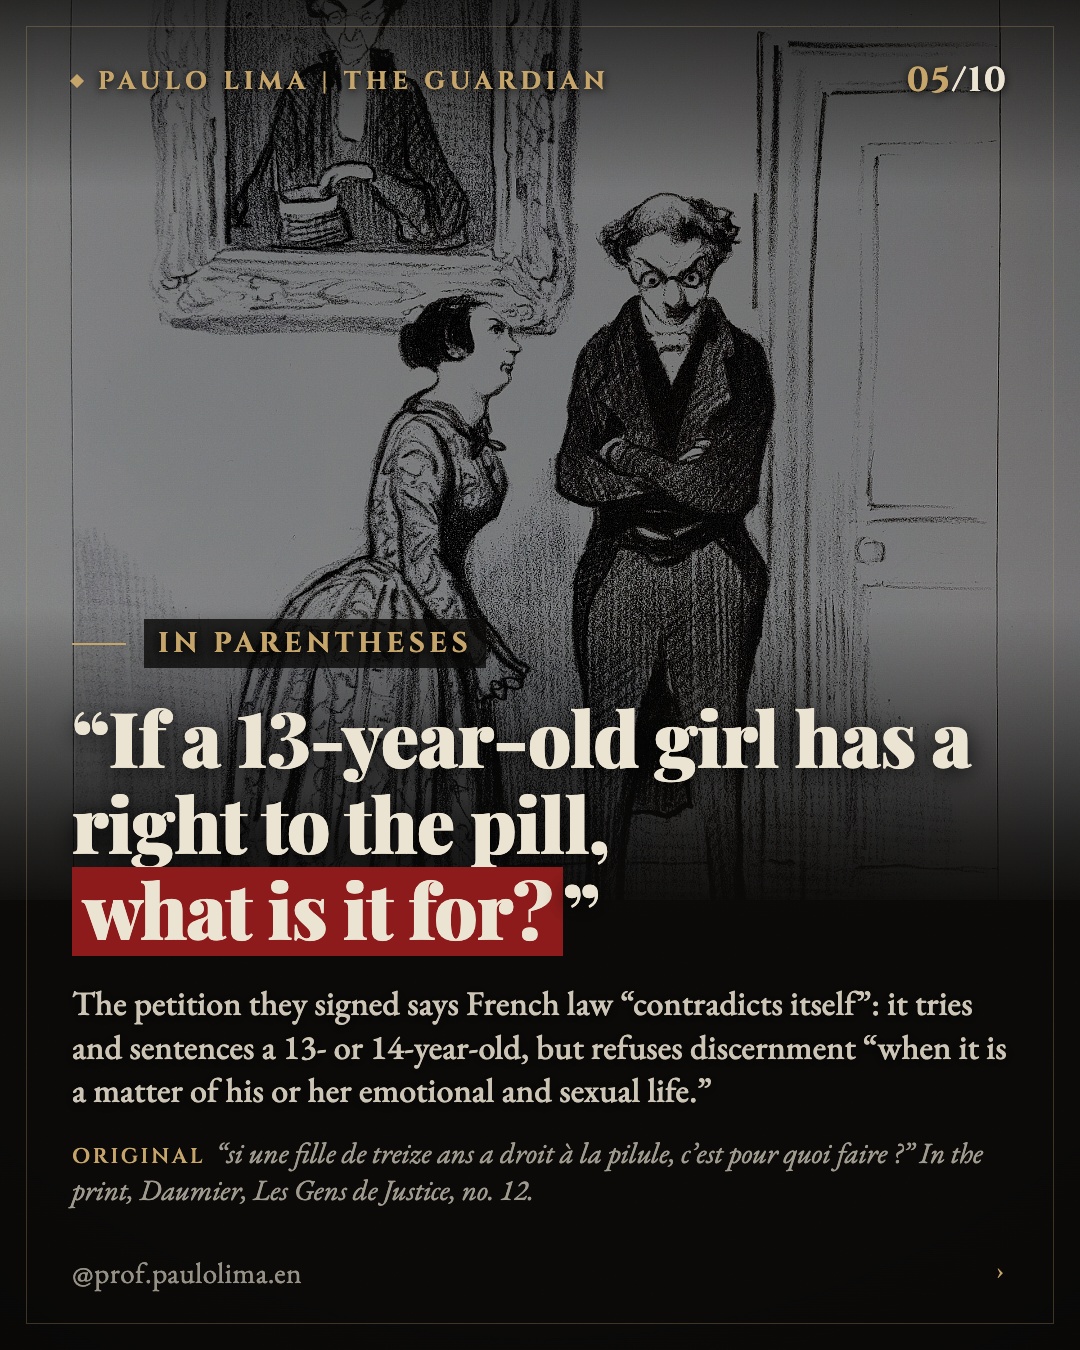 ◆ PAULO LIMA | THE GUARDIAN
05/10
IN PARENTHESES
“If a 13-year-old girl has a
right to the pill,
what is it for?”
The petition they signed says French law “contradicts itself”: it tries
and sentences a 13- or 14-year-old, but refuses discernment “when it is
a matter of his or her emotional and sexual life.”
ORIGINAL “si une fille de treize ans a droit à la pilule, c’est pour quoi faire ?” In the
print, Daumier, Les Gens de Justice, no. 12.
@prof.paulolima.en
›